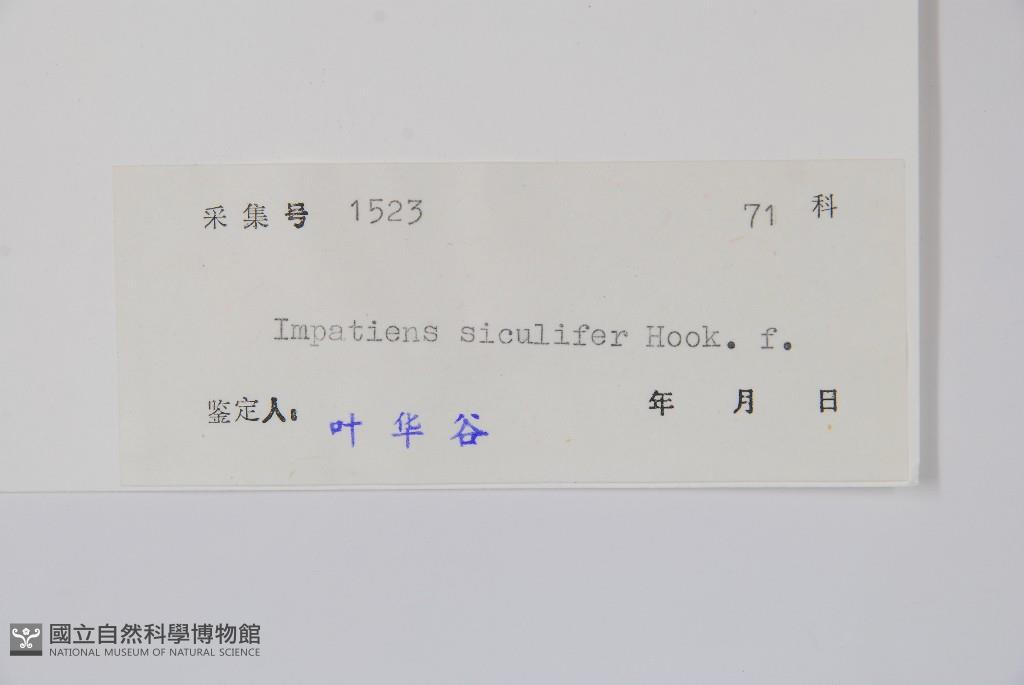 采集号 1523 71 科
Impatiens siculifer Hook. f.
鉴定人: 叶华谷 年 月 日
國立自然科學博物館
NATIONAL MUSEUM OF NATURAL SCIENCE